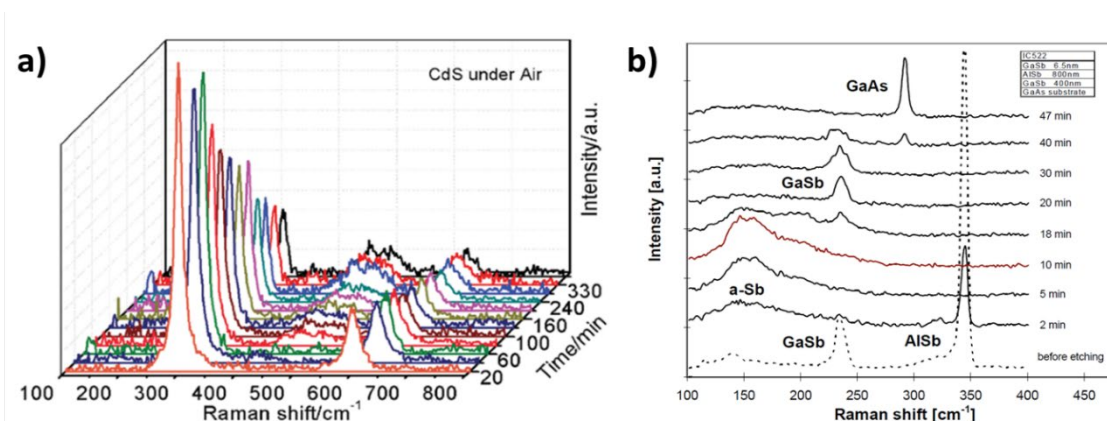 a)
CdS under Air
Intensity/a.u.
330
240
160
100
60
20
Time/min
100 200 300 400 500 600 700 800
Raman shift/cm⁻¹
b)
IC522
GaSb 6.5nm
AlSb 800nm
GaSb 400nm
GaAs substrate
GaAs
47 min
40 min
30 min
GaSb
20 min
18 min
10 min
5 min
a-Sb
2 min
GaSb
AlSb
before etching
Intensity [a.u.]
100 150 200 250 300 350 400 450
Raman shift [cm⁻¹]